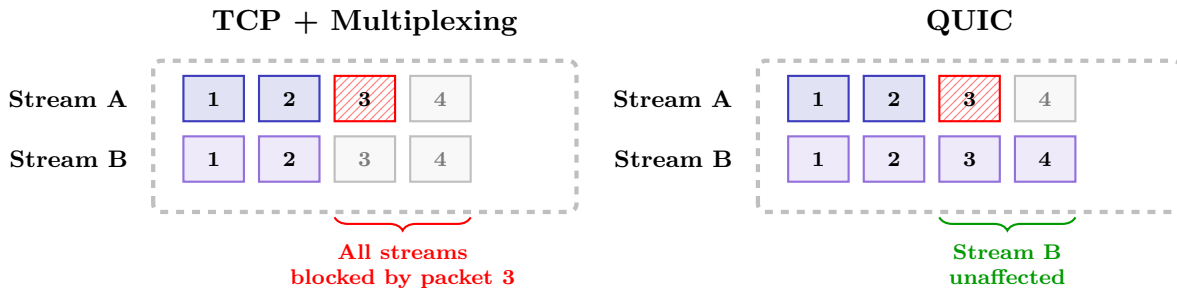 TCP + Multiplexing
Stream A 1 2 3 4
Stream B 1 2 3 4
All streams
blocked by packet 3
QUIC
Stream A 1 2 3 4
Stream B 1 2 3 4
Stream B
unaffected